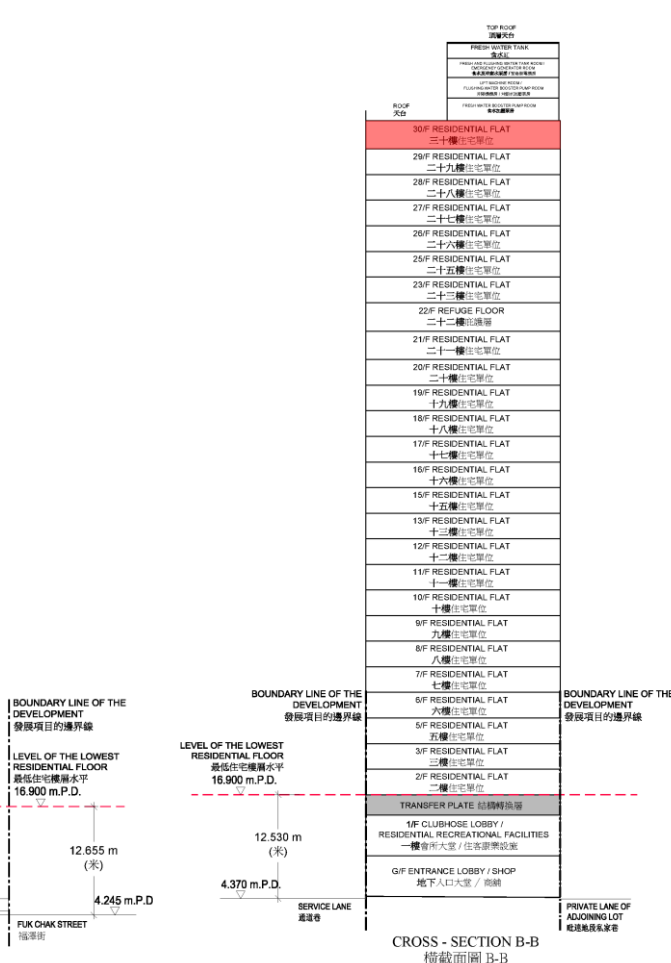 TOP ROOF
頂層天台
FRESH WATER TANK
食水缸
FRESH AND FLUSHING WATER TANK ROOM /
EMERGENCY GENERATOR ROOM
LIFT MACHINE ROOM /
FLUSHING WATER BOOSTER PUMP ROOM
FRESH WATER BOOSTER PUMP ROOM
ROOF
天台
30/F RESIDENTIAL FLAT
三十樓住宅單位
29/F RESIDENTIAL FLAT
二十九樓住宅單位
28/F RESIDENTIAL FLAT
二十八樓住宅單位
27/F RESIDENTIAL FLAT
二十七樓住宅單位
26/F RESIDENTIAL FLAT
二十六樓住宅單位
25/F RESIDENTIAL FLAT
二十五樓住宅單位
23/F RESIDENTIAL FLAT
二十三樓住宅單位
22/F REFUGE FLOOR
二十二樓庇護層
21/F RESIDENTIAL FLAT
二十一樓住宅單位
20/F RESIDENTIAL FLAT
二十樓住宅單位
19/F RESIDENTIAL FLAT
十九樓住宅單位
18/F RESIDENTIAL FLAT
十八樓住宅單位
17/F RESIDENTIAL FLAT
十七樓住宅單位
16/F RESIDENTIAL FLAT
十六樓住宅單位
15/F RESIDENTIAL FLAT
十五樓住宅單位
13/F RESIDENTIAL FLAT
十三樓住宅單位
12/F RESIDENTIAL FLAT
十二樓住宅單位
11/F RESIDENTIAL FLAT
十一樓住宅單位
10/F RESIDENTIAL FLAT
十樓住宅單位
9/F RESIDENTIAL FLAT
九樓住宅單位
8/F RESIDENTIAL FLAT
八樓住宅單位
7/F RESIDENTIAL FLAT
七樓住宅單位
6/F RESIDENTIAL FLAT
六樓住宅單位
5/F RESIDENTIAL FLAT
五樓住宅單位
3/F RESIDENTIAL FLAT
三樓住宅單位
2/F RESIDENTIAL FLAT
二樓住宅單位
TRANSFER PLATE 結構轉換層
1/F CLUBHOSE LOBBY /
RESIDENTIAL RECREATIONAL FACILITIES
一樓會所大堂 / 住客康樂設施
G/F ENTRANCE LOBBY / SHOP
地下入口大堂 / 商舖
BOUNDARY LINE OF THE
DEVELOPMENT
發展項目的邊界線
LEVEL OF THE LOWEST
RESIDENTIAL FLOOR
最低住宅樓層水平
16.900 m.P.D.
12.655 m
(米)
4.245 m.P.D
FUK CHAK STREET
福澤街
BOUNDARY LINE OF THE
DEVELOPMENT
發展項目的邊界線
LEVEL OF THE LOWEST
RESIDENTIAL FLOOR
最低住宅樓層水平
16.900 m.P.D.
12.530 m
(米)
4.370 m.P.D.
SERVICE LANE
通道巷
BOUNDARY LINE OF THE
DEVELOPMENT
發展項目的邊界線
PRIVATE LANE OF
ADJOINING LOT
毗連地段私家巷
CROSS - SECTION B-B
橫截面圖 B-B